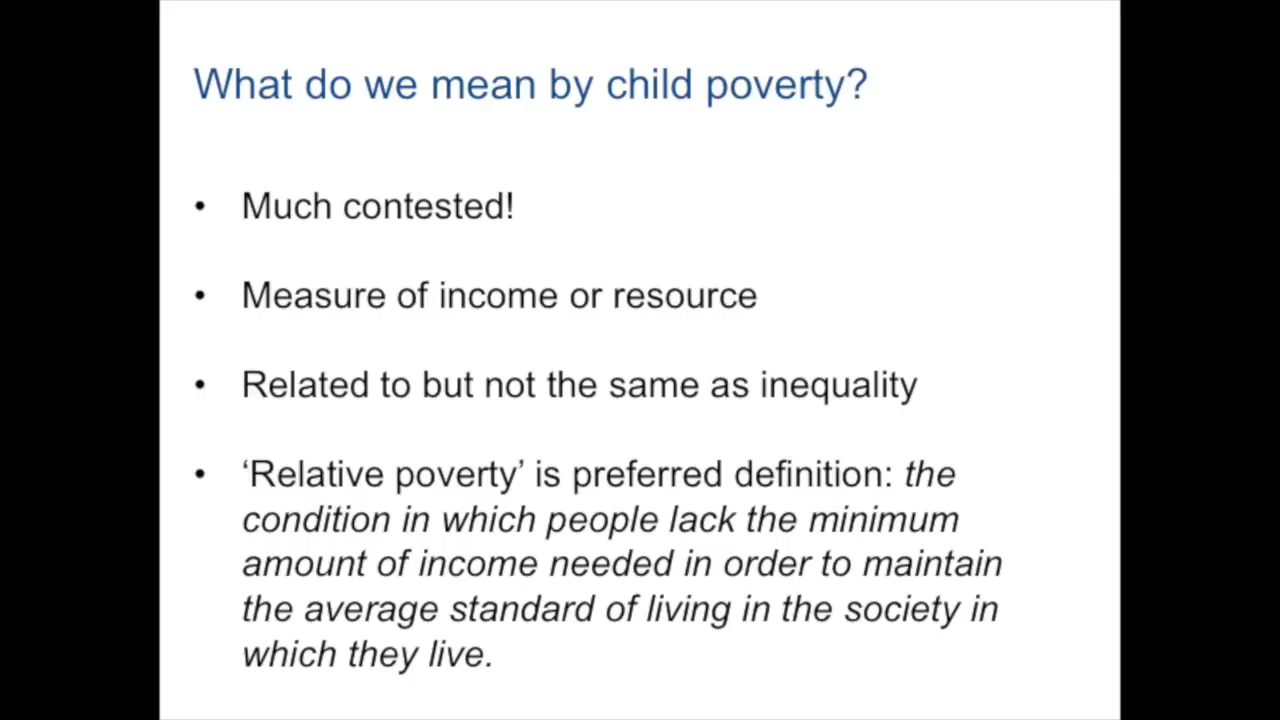 What do we mean by child poverty?
• Much contested!
• Measure of income or resource
• Related to but not the same as inequality
• ‘Relative poverty’ is preferred definition: the
condition in which people lack the minimum
amount of income needed in order to maintain
the average standard of living in the society in
which they live.